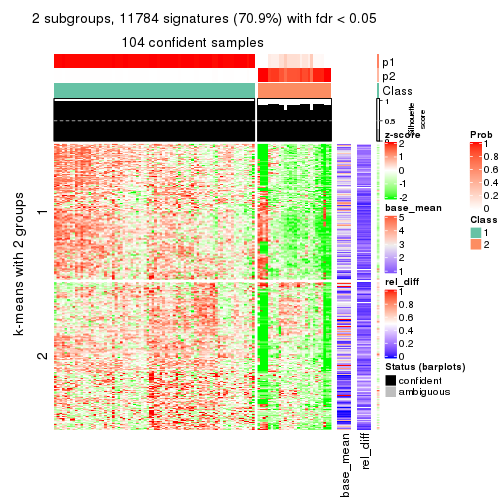 2 subgroups, 11784 signatures (70.9%) with fdr < 0.05
104 confident samples
p1
p2
Class
1
0.5
0
Silhouette
score
k-means with 2 groups
1
2
base_mean
rel_diff
z-score
2
1
0
-1
-2
base_mean
5
4
3
2
1
rel_diff
1
0.8
0.6
0.4
0.2
0
Status (barplots)
confident
ambiguous
Prob
1
0.8
0.6
0.4
0.2
0
Class
1
2